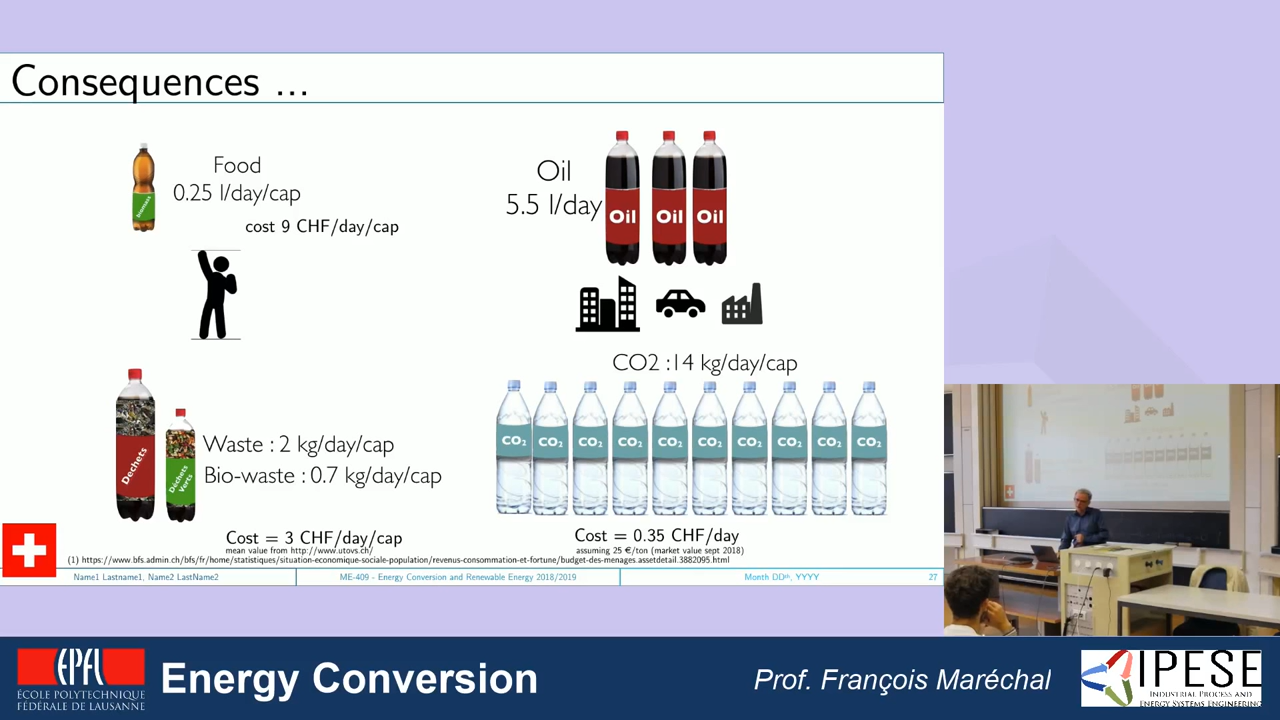 Consequences ...
Food
0.25 l/day/cap
cost 9 CHF/day/cap
Biomass
Oil
5.5 l/day
Oil
Oil
Oil
CO2 :14 kg/day/cap
CO2
CO2
CO2
CO2
CO2
CO2
CO2
CO2
CO2
CO2
Déchets
Déchets
Verts
Waste : 2 kg/day/cap
Bio-waste : 0.7 kg/day/cap
Cost = 3 CHF/day/cap
mean value from http://www.utovs.ch/
Cost = 0.35 CHF/day
assuming 25 €/ton (market value sept 2018)
(1) https://www.bfs.admin.ch/bfs/fr/home/statistiques/situation-economique-sociale-population/revenus-consommation-et-fortune/budget-des-menages.assetdetail.3882095.html
Name1 Lastname1, Name2 LastName2
ME-409 - Energy Conversion and Renewable Energy 2018/2019
Month DDth, YYYY
27
EPFL
ÉCOLE POLYTECHNIQUE
FÉDÉRALE DE LAUSANNE
Energy Conversion
Prof. François Maréchal
IPESE
Industrial Process and
Energy Systems Engineering